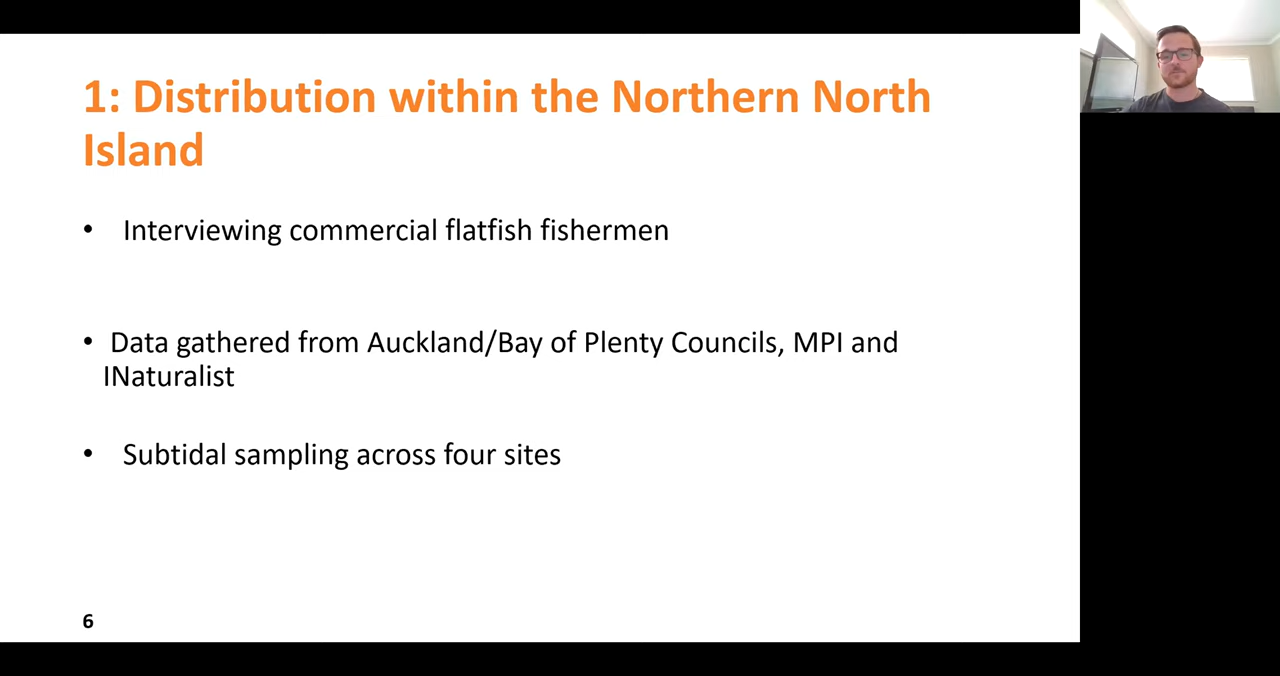 1: Distribution within the Northern North
Island
• Interviewing commercial flatfish fishermen
• Data gathered from Auckland/Bay of Plenty Councils, MPI and
INaturalist
• Subtidal sampling across four sites
6